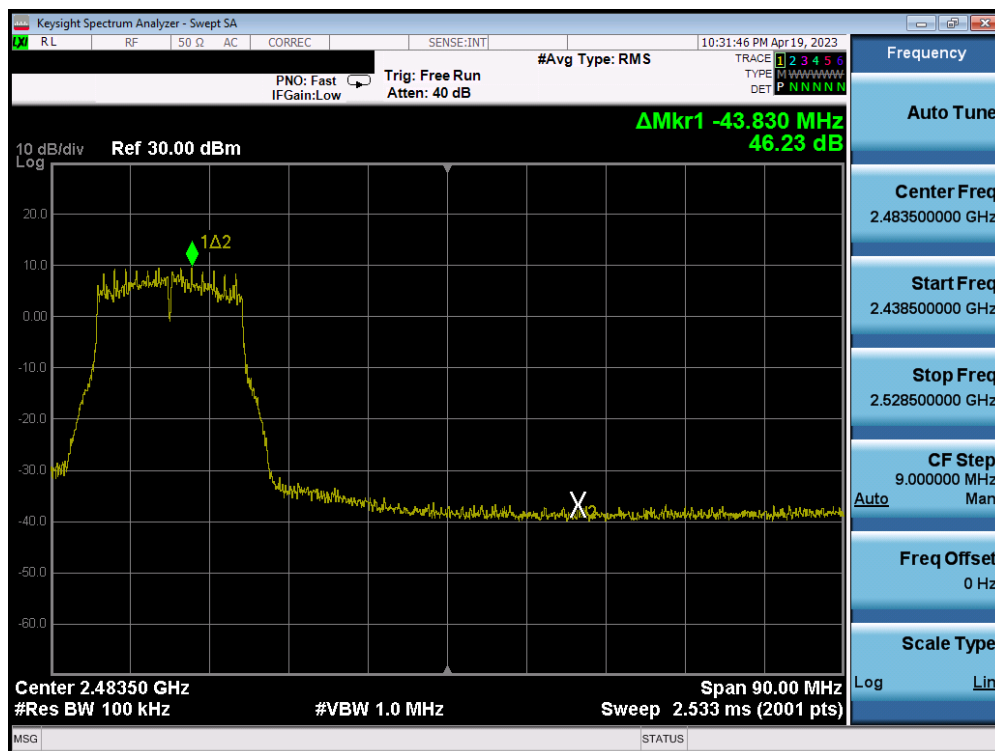 Keysight Spectrum Analyzer - Swept SA
LXI RL RF 50 Ω AC CORREC SENSE:INT 10:31:46 PM Apr 19, 2023
PNO: Fast
IFGain:Low
Trig: Free Run
Atten: 40 dB
#Avg Type: RMS
TRACE 1 2 3 4 5 6
TYPE M WWWWW
DET P N N N N N
ΔMkr1 -43.830 MHz
46.23 dB
10 dB/div
Log
Ref 30.00 dBm
20.0
10.0
0.00
-10.0
-20.0
-30.0
-40.0
-50.0
-60.0
1Δ2
Center 2.48350 GHz
Span 90.00 MHz
#Res BW 100 kHz
#VBW 1.0 MHz
Sweep 2.533 ms (2001 pts)
MSG
STATUS
Frequency
Auto Tune
Center Freq
2.483500000 GHz
Start Freq
2.438500000 GHz
Stop Freq
2.528500000 GHz
CF Step
9.000000 MHz
Auto Man
Freq Offset
0 Hz
Scale Type
Log Lin